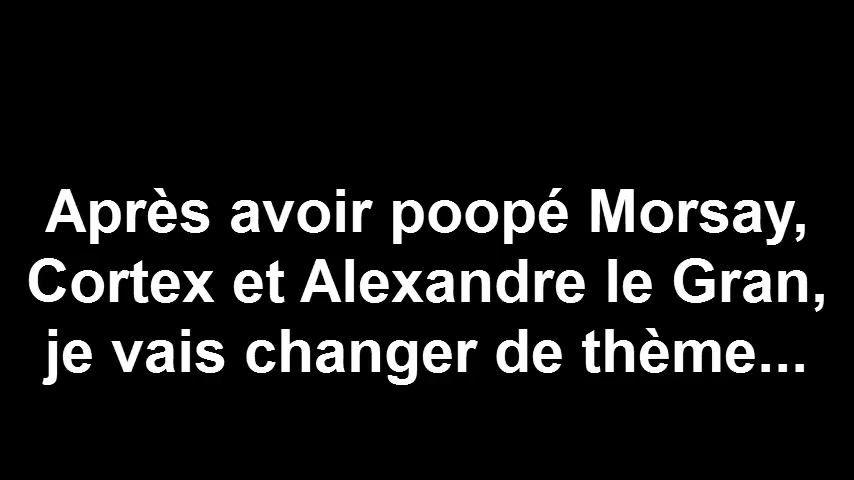 Après avoir poopé Morsay,
Cortex et Alexandre le Gran,
je vais changer de thème...